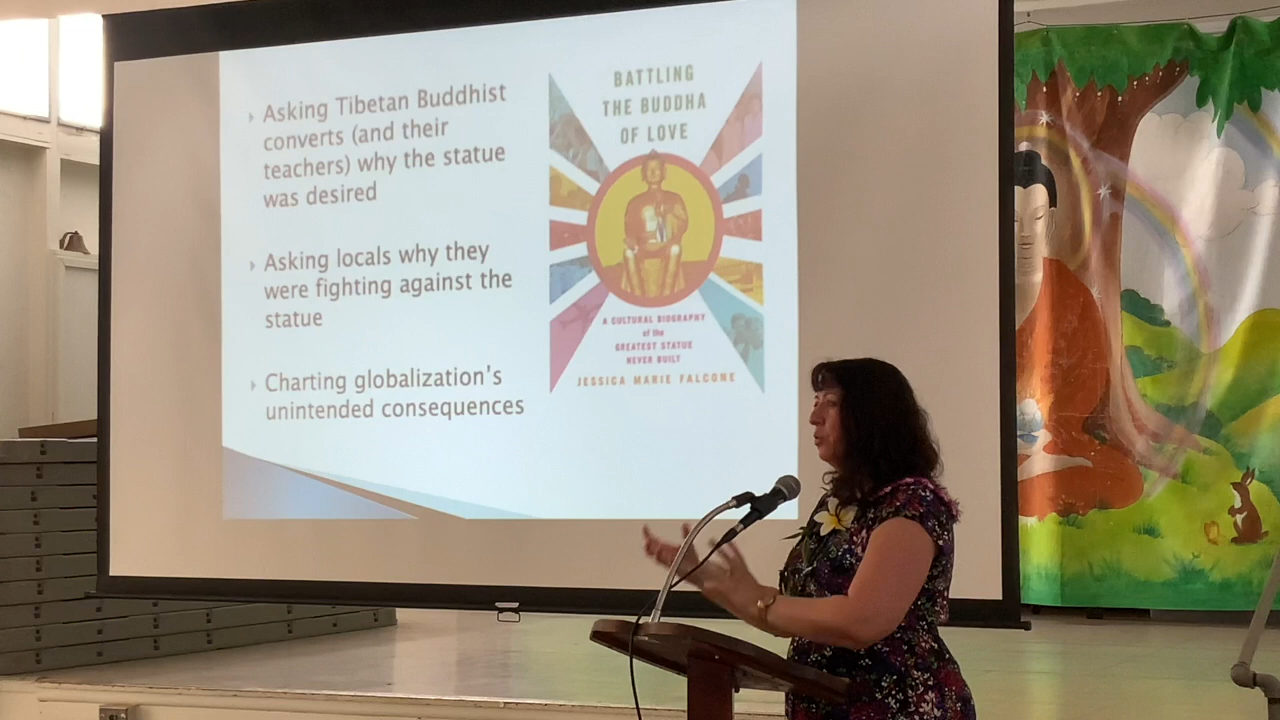 Asking Tibetan Buddhist
converts (and their
teachers) why the statue
was desired
Asking locals why they
were fighting against the
statue
Charting globalization's
unintended consequences
BATTLING
THE BUDDHA
OF LOVE
A CULTURAL BIOGRAPHY
of the
GREATEST STATUE
NEVER BUILT
JESSICA MARIE FALCONE